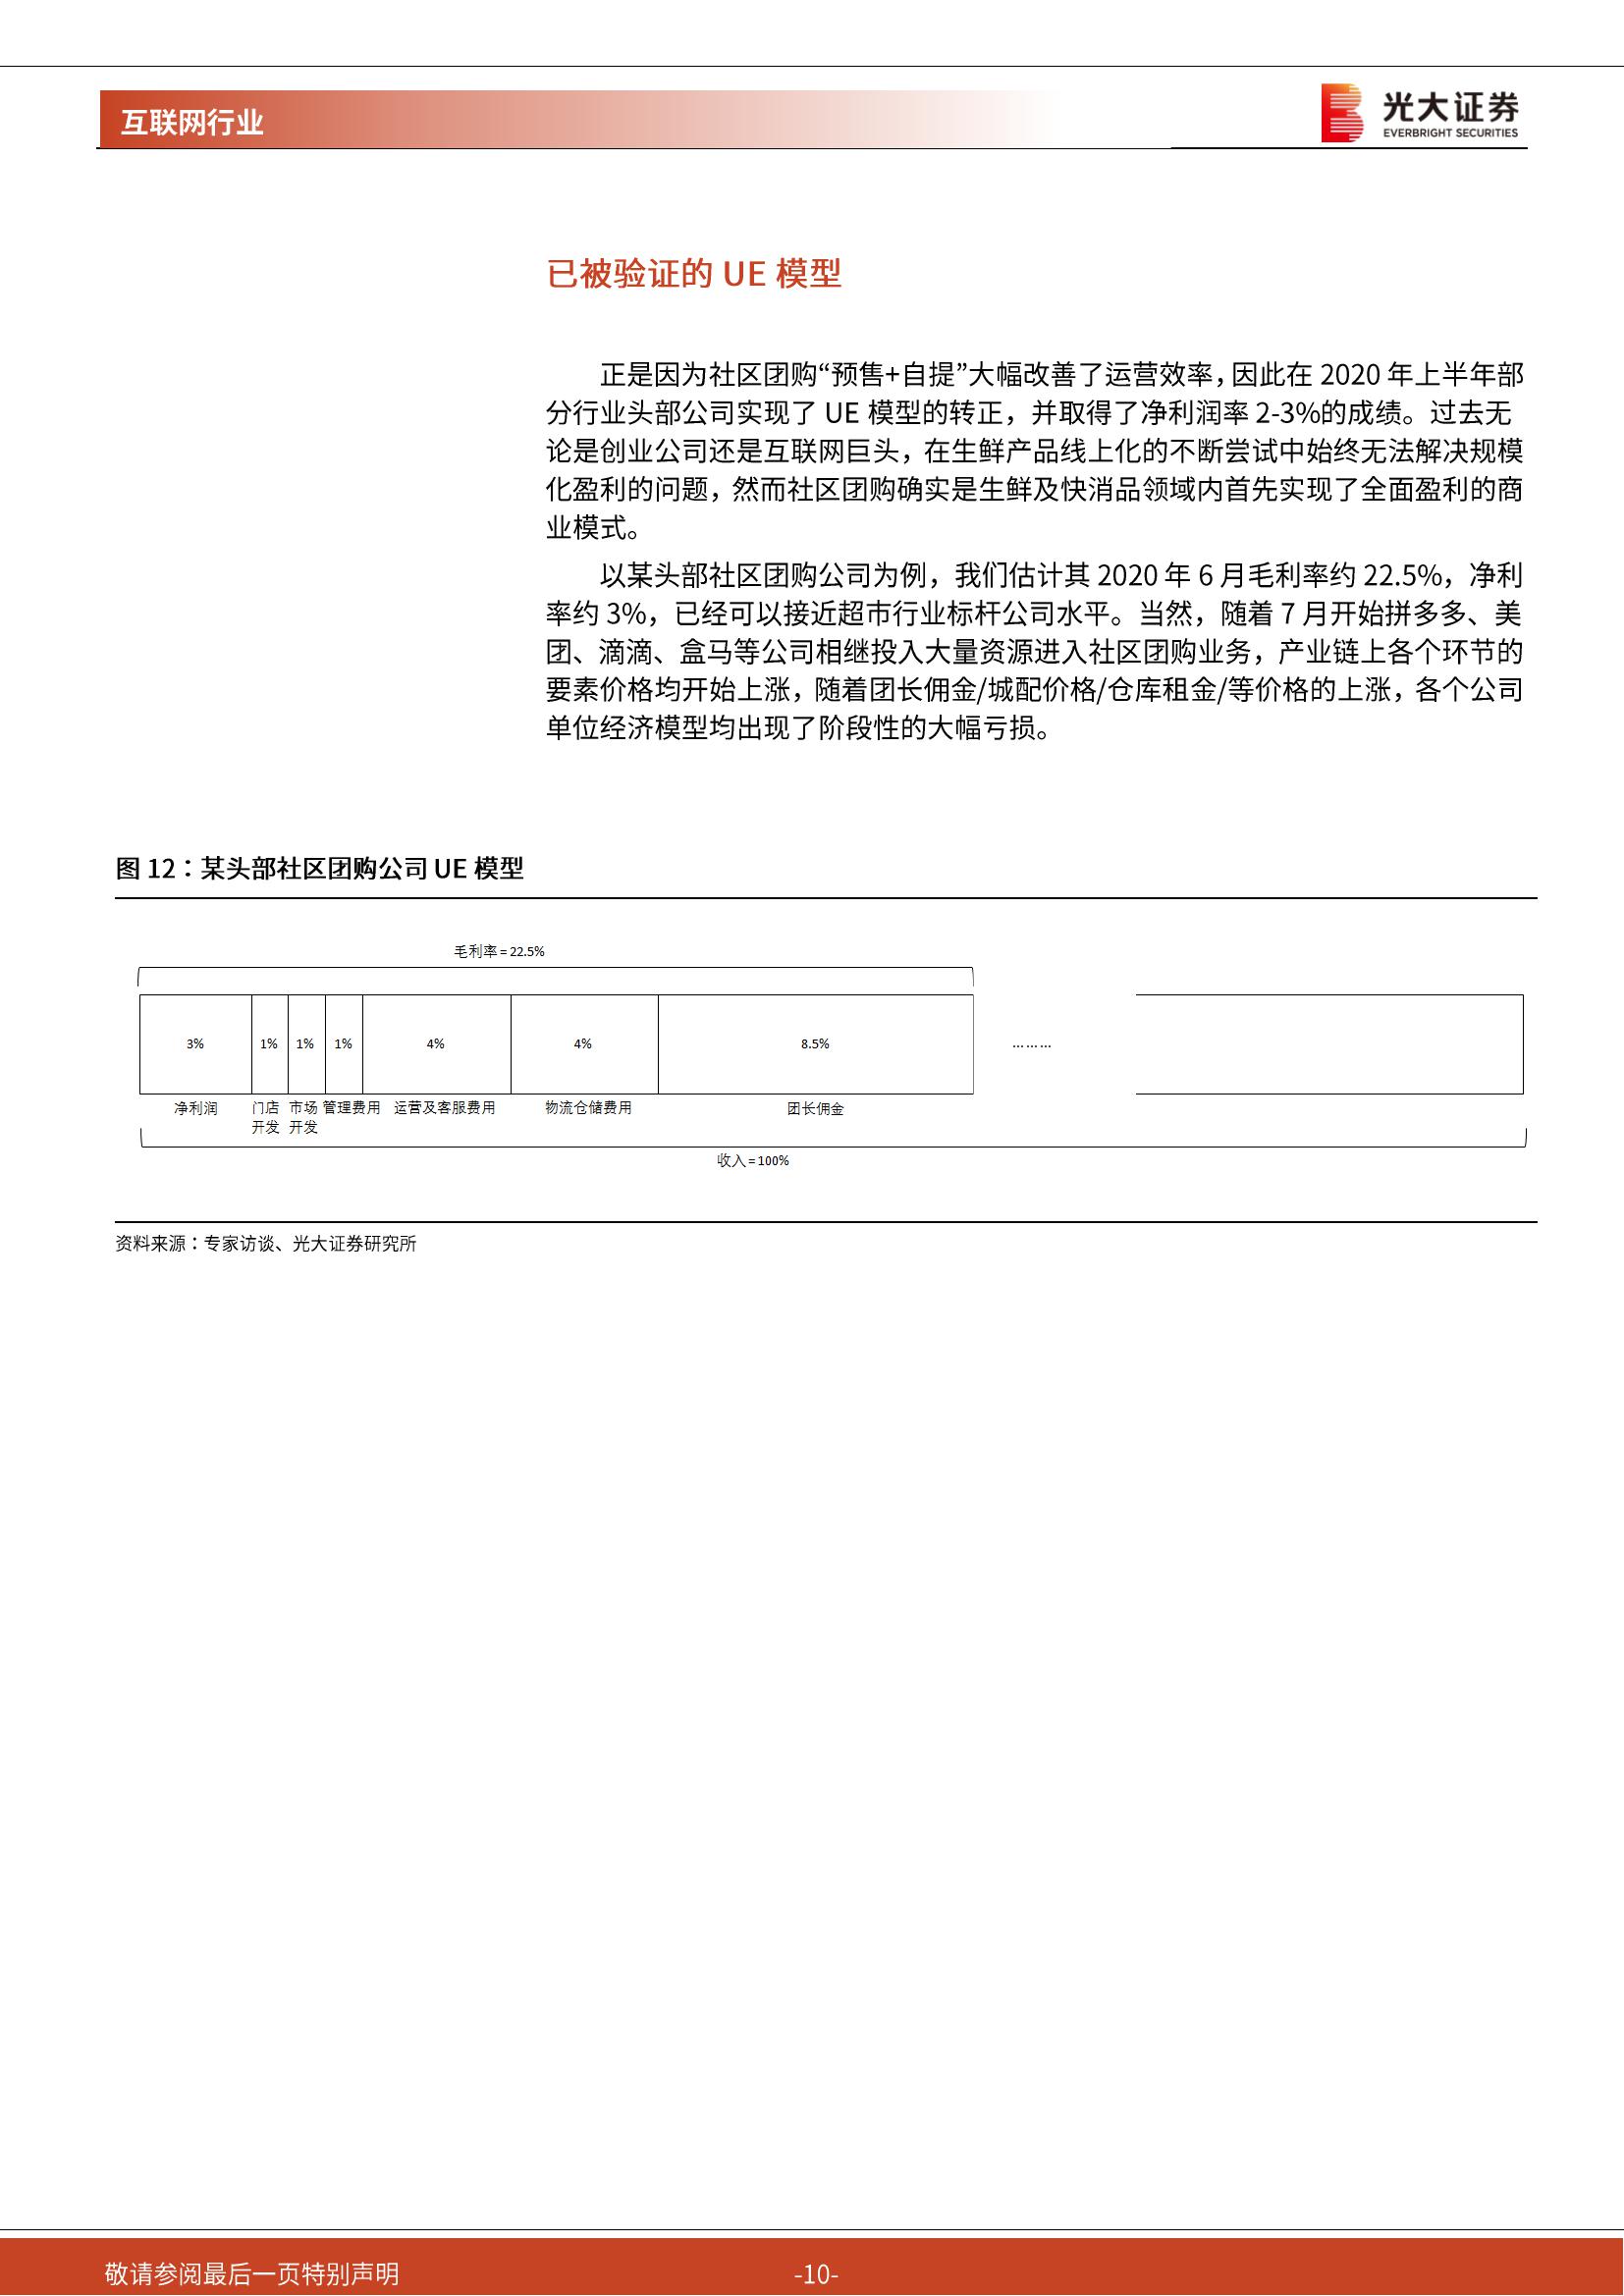 互联网行业
光大证券
EVERBRIGHT SECURITIES
已被验证的 UE 模型
正是因为社区团购“预售+自提”大幅改善了运营效率，因此在 2020 年上半年部
分行业头部公司实现了 UE 模型的转正，并取得了净利润率 2-3%的成绩。过去无
论是创业公司还是互联网巨头，在生鲜产品线上化的不断尝试中始终无法解决规模
化盈利的问题，然而社区团购确实是生鲜及快消品领域内首先实现了全面盈利的商
业模式。
以某头部社区团购公司为例，我们估计其 2020 年 6 月毛利率约 22.5%，净利
率约 3%，已经可以接近超市行业标杆公司水平。当然，随着 7 月开始拼多多、美
团、滴滴、盒马等公司相继投入大量资源进入社区团购业务，产业链上各个环节的
要素价格均开始上涨，随着团长佣金/城配价格/仓库租金/等价格的上涨，各个公司
单位经济模型均出现了阶段性的大幅亏损。
图 12：某头部社区团购公司 UE 模型
毛利率 = 22.5%
3% 1% 1% 1% 4% 4% 8.5% ………
净利润 门店 市场 管理费用 运营及客服费用 物流仓储费用 团长佣金
开发 开发
收入 = 100%
资料来源：专家访谈、光大证券研究所
敬请参阅最后一页特别声明 -10-